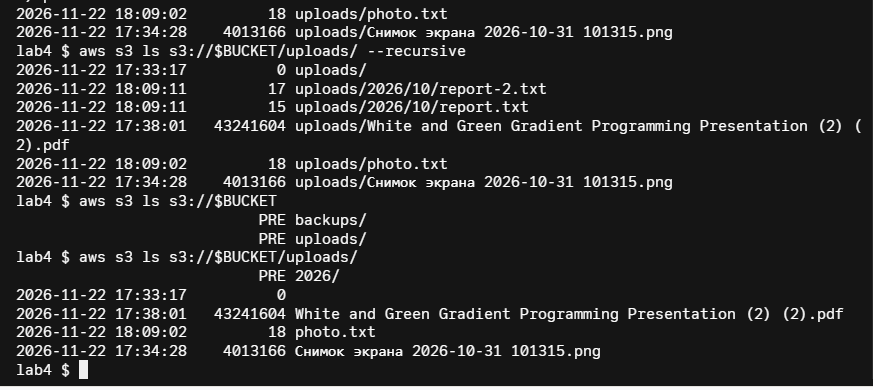 2026-11-22 18:09:02         18 uploads/photo.txt
2026-11-22 17:34:28    4013166 uploads/Снимок экрана 2026-10-31 101315.png
lab4 $ aws s3 ls s3://$BUCKET/uploads/ --recursive
2026-11-22 17:33:17          0 uploads/
2026-11-22 18:09:11         17 uploads/2026/10/report-2.txt
2026-11-22 18:09:11         15 uploads/2026/10/report.txt
2026-11-22 17:38:01   43241604 uploads/White and Green Gradient Programming Presentation (2) (
2).pdf
2026-11-22 18:09:02         18 uploads/photo.txt
2026-11-22 17:34:28    4013166 uploads/Снимок экрана 2026-10-31 101315.png
lab4 $ aws s3 ls s3://$BUCKET
                           PRE backups/
                           PRE uploads/
lab4 $ aws s3 ls s3://$BUCKET/uploads/
                           PRE 2026/
2026-11-22 17:33:17          0
2026-11-22 17:38:01   43241604 White and Green Gradient Programming Presentation (2) (2).pdf
2026-11-22 18:09:02         18 photo.txt
2026-11-22 17:34:28    4013166 Снимок экрана 2026-10-31 101315.png
lab4 $